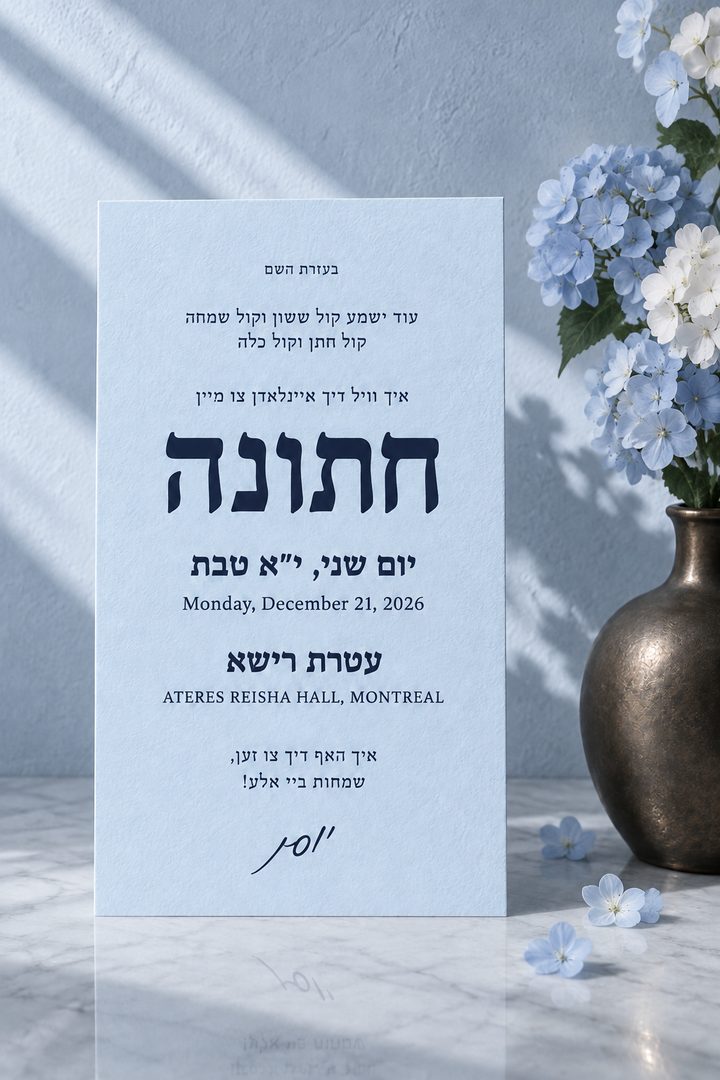 בעזרת השם
עוד ישמע קול ששון וקול שמחה
קול חתן וקול כלה
איך וויל דיך איינלאדן צו מיין
חתונה
יום שני, י"א טבת
Monday, December 21, 2026
עטרת רישא
ATERES REISHA HALL, MONTREAL
איך האף דיך צו זען,
שמחות ביי אלע!